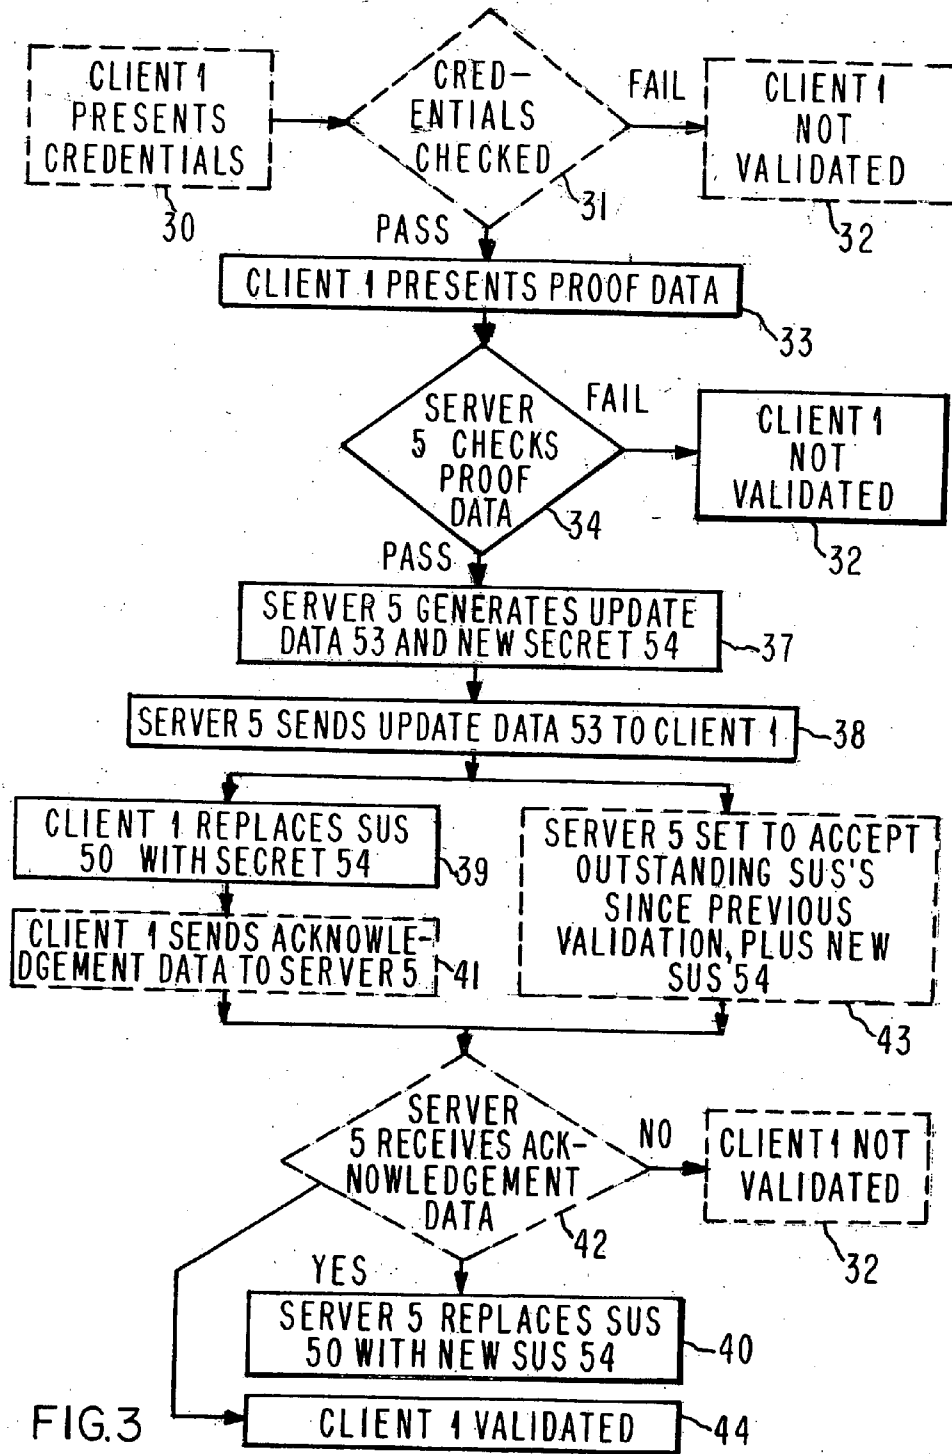 CLIENT 1
PRESENTS
CREDENTIALS
30
CRED-
ENTIALS
CHECKED
31
FAIL
CLIENT 1
NOT
VALIDATED
32
PASS
CLIENT 1 PRESENTS PROOF DATA
33
SERVER
5 CHECKS
PROOF
DATA
34
FAIL
CLIENT 1
NOT
VALIDATED
32
PASS
SERVER 5 GENERATES UPDATE
DATA 53 AND NEW SECRET 54
37
SERVER 5 SENDS UPDATE DATA 53 TO CLIENT 1
38
CLIENT 1 REPLACES SUS
50 WITH SECRET 54
39
CLIENT 1 SENDS ACKNOWLE-
DGEMENT DATA TO SERVER 5
41
SERVER 5 SET TO ACCEPT
OUTSTANDING SUS'S
SINCE PREVIOUS
VALIDATION, PLUS NEW
SUS 54
43
SERVER
5 RECEIVES ACK-
NOWLEDGEMENT
DATA
42
NO
CLIENT 1 NOT
VALIDATED
32
YES
SERVER 5 REPLACES SUS
50 WITH NEW SUS 54
40
CLIENT 1 VALIDATED
44
FIG.3